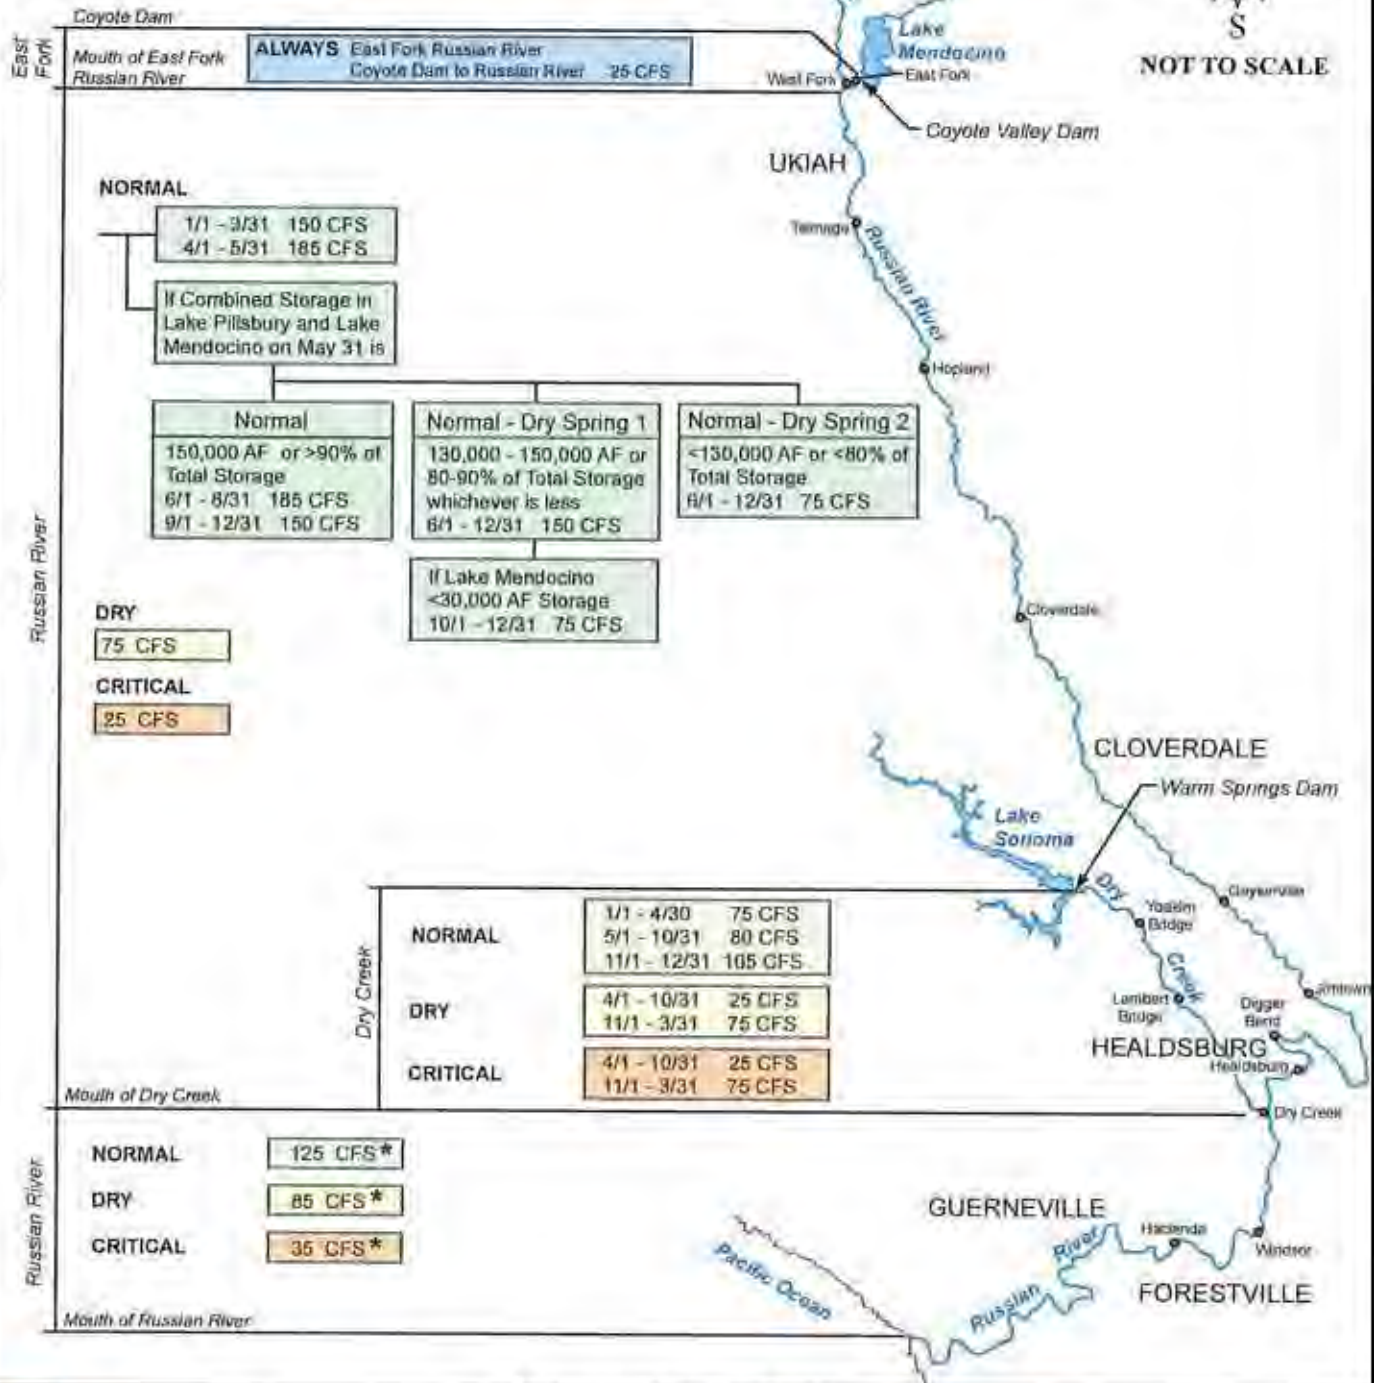 Coyote Dam
East
Fork
Mouth of East Fork
Russian River
ALWAYS East Fork Russian River
Coyote Dam to Russian River 25 CFS
Lake
Mendocino
West Fork
East Fork
Coyote Valley Dam
S
NOT TO SCALE
UKIAH
Talmage
Russian River
Hopland
NORMAL
1/1 - 3/31 150 CFS
4/1 - 5/31 185 CFS
If Combined Storage in
Lake Pillsbury and Lake
Mendocino on May 31 is
Normal
150,000 AF or >90% of
Total Storage
6/1 - 8/31 185 CFS
9/1 - 12/31 150 CFS
Normal - Dry Spring 1
130,000 - 150,000 AF or
80-90% of Total Storage
whichever is less
6/1 - 12/31 150 CFS
Normal - Dry Spring 2
<130,000 AF or <80% of
Total Storage
6/1 - 12/31 75 CFS
If Lake Mendocino
<30,000 AF Storage
10/1 - 12/31 75 CFS
Russian River
DRY
75 CFS
CRITICAL
25 CFS
Cloverdale
CLOVERDALE
Warm Springs Dam
Lake
Sonoma
Dry
Creek
Geyserville
Yoakim
Bridge
Lambert
Bridge
Digger
Bend
Jimtown
HEALDSBURG
Healdsburg
Dry Creek
Dry Creek
NORMAL
1/1 - 4/30 75 CFS
5/1 - 10/31 80 CFS
11/1 - 12/31 105 CFS
DRY
4/1 - 10/31 25 CFS
11/1 - 3/31 75 CFS
CRITICAL
4/1 - 10/31 25 CFS
11/1 - 3/31 75 CFS
Mouth of Dry Creek
Russian River
NORMAL
125 CFS*
DRY
85 CFS*
CRITICAL
35 CFS*
Mouth of Russian River
GUERNEVILLE
Hacienda
Windsor
FORESTVILLE
Russian River
Pacific Ocean